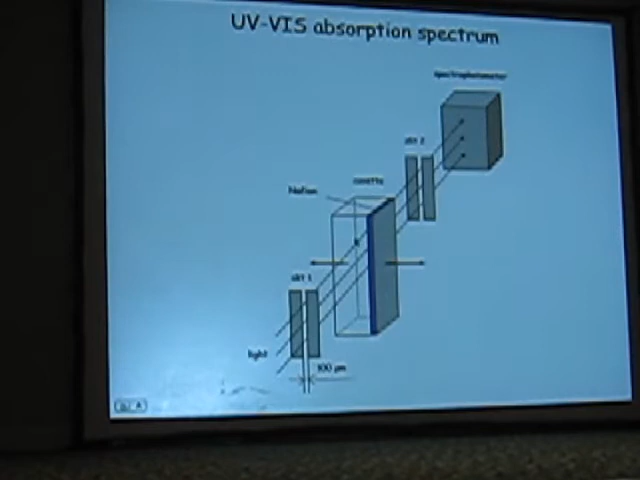 UV-VIS absorption spectrum
spectrophotometer
slit 2
cuvette
Nafion
slit 1
light
100 µm